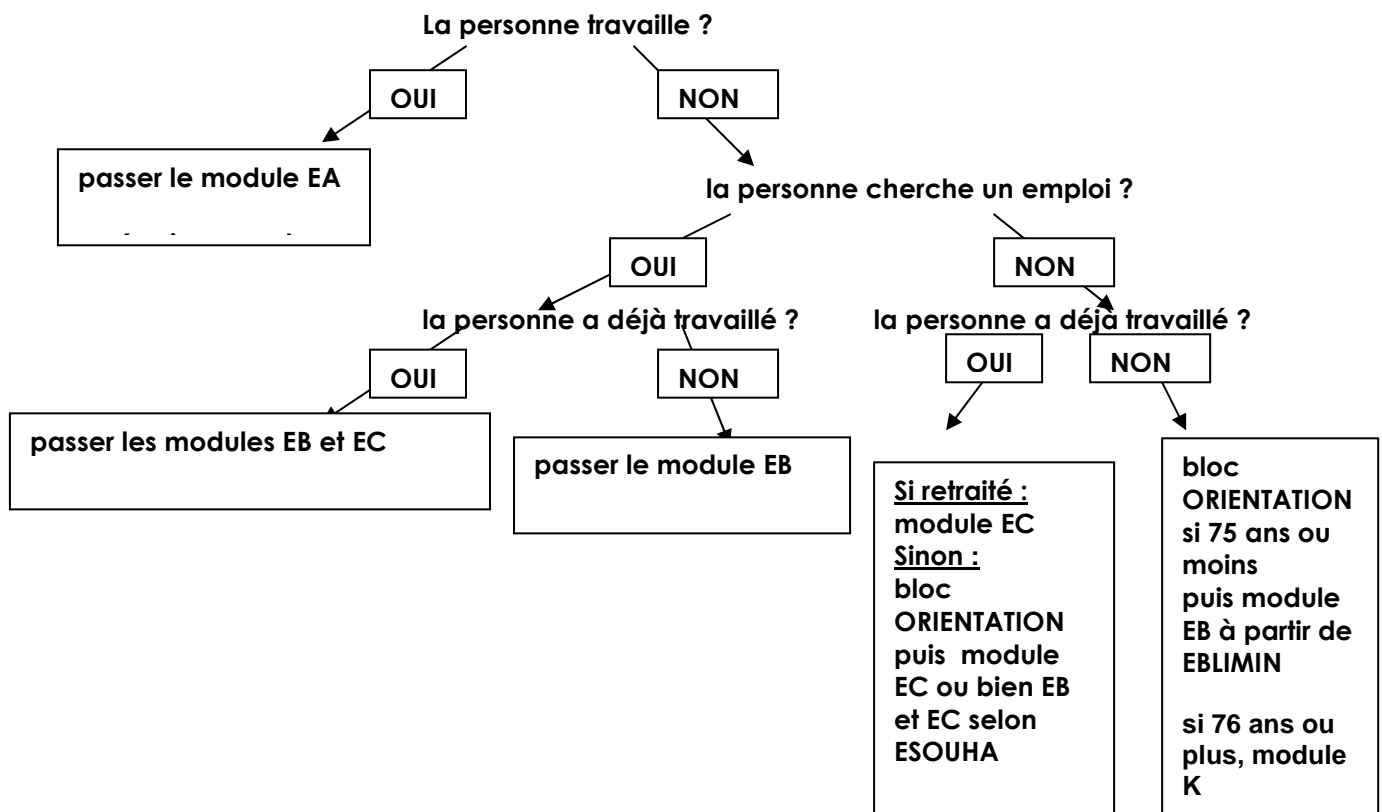 La personne travaille ?
OUI
NON
passer le module EA
la personne cherche un emploi ?
OUI
NON
la personne a déjà travaillé ?
la personne a déjà travaillé ?
OUI
NON
OUI
NON
passer les modules EB et EC
passer le module EB
Si retraité :
module EC
Sinon :
bloc
ORIENTATION
puis module
EC ou bien EB
et EC selon
ESOUHA
bloc
ORIENTATION
si 75 ans ou
moins
puis module
EB à partir de
EBLIMIN
si 76 ans ou
plus, module
K